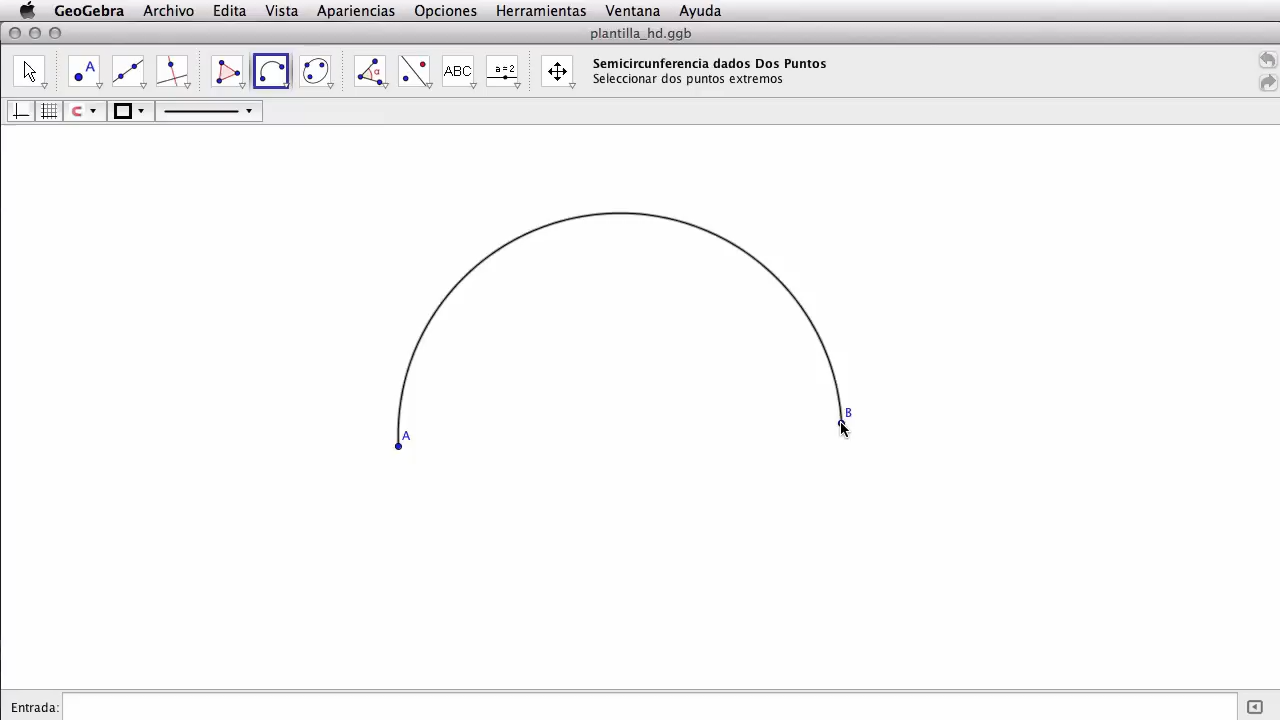 GeoGebra Archivo Edita Vista Apariencias Opciones Herramientas Ventana Ayuda
plantilla_hd.ggb
A
α
ABC
a=2
Semicircunferencia dados Dos Puntos
Seleccionar dos puntos extremos
B
A
Entrada: